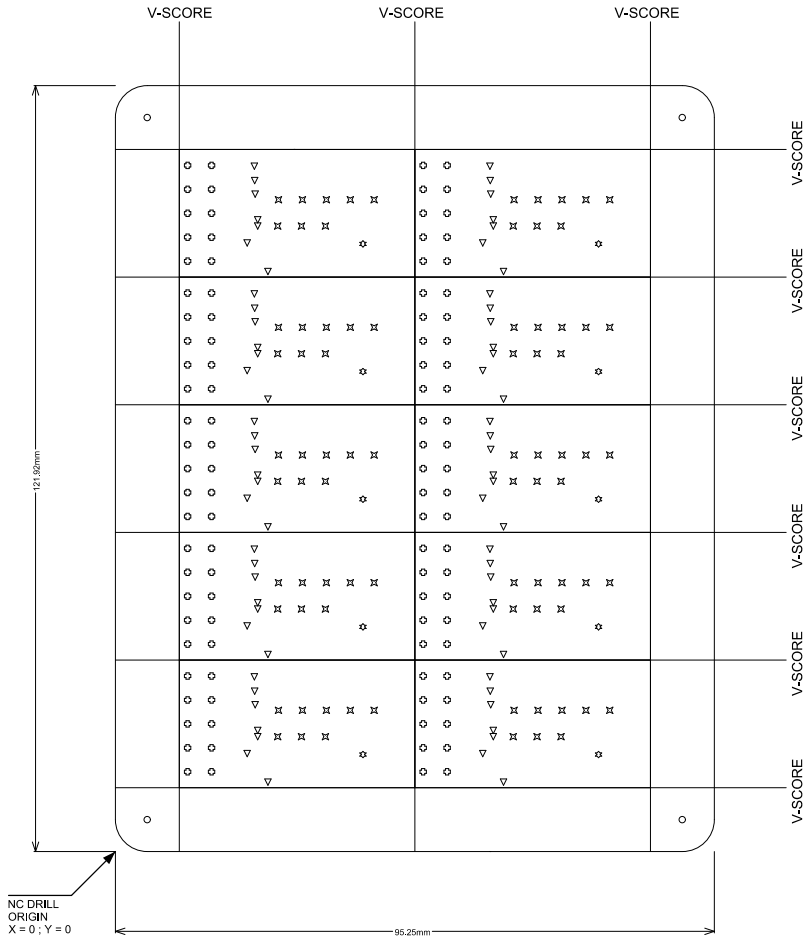 V-SCORE
V-SCORE
V-SCORE
V-SCORE
V-SCORE
V-SCORE
V-SCORE
V-SCORE
V-SCORE
121.92mm
NC DRILL
ORIGIN
X = 0 ; Y = 0
95.25mm